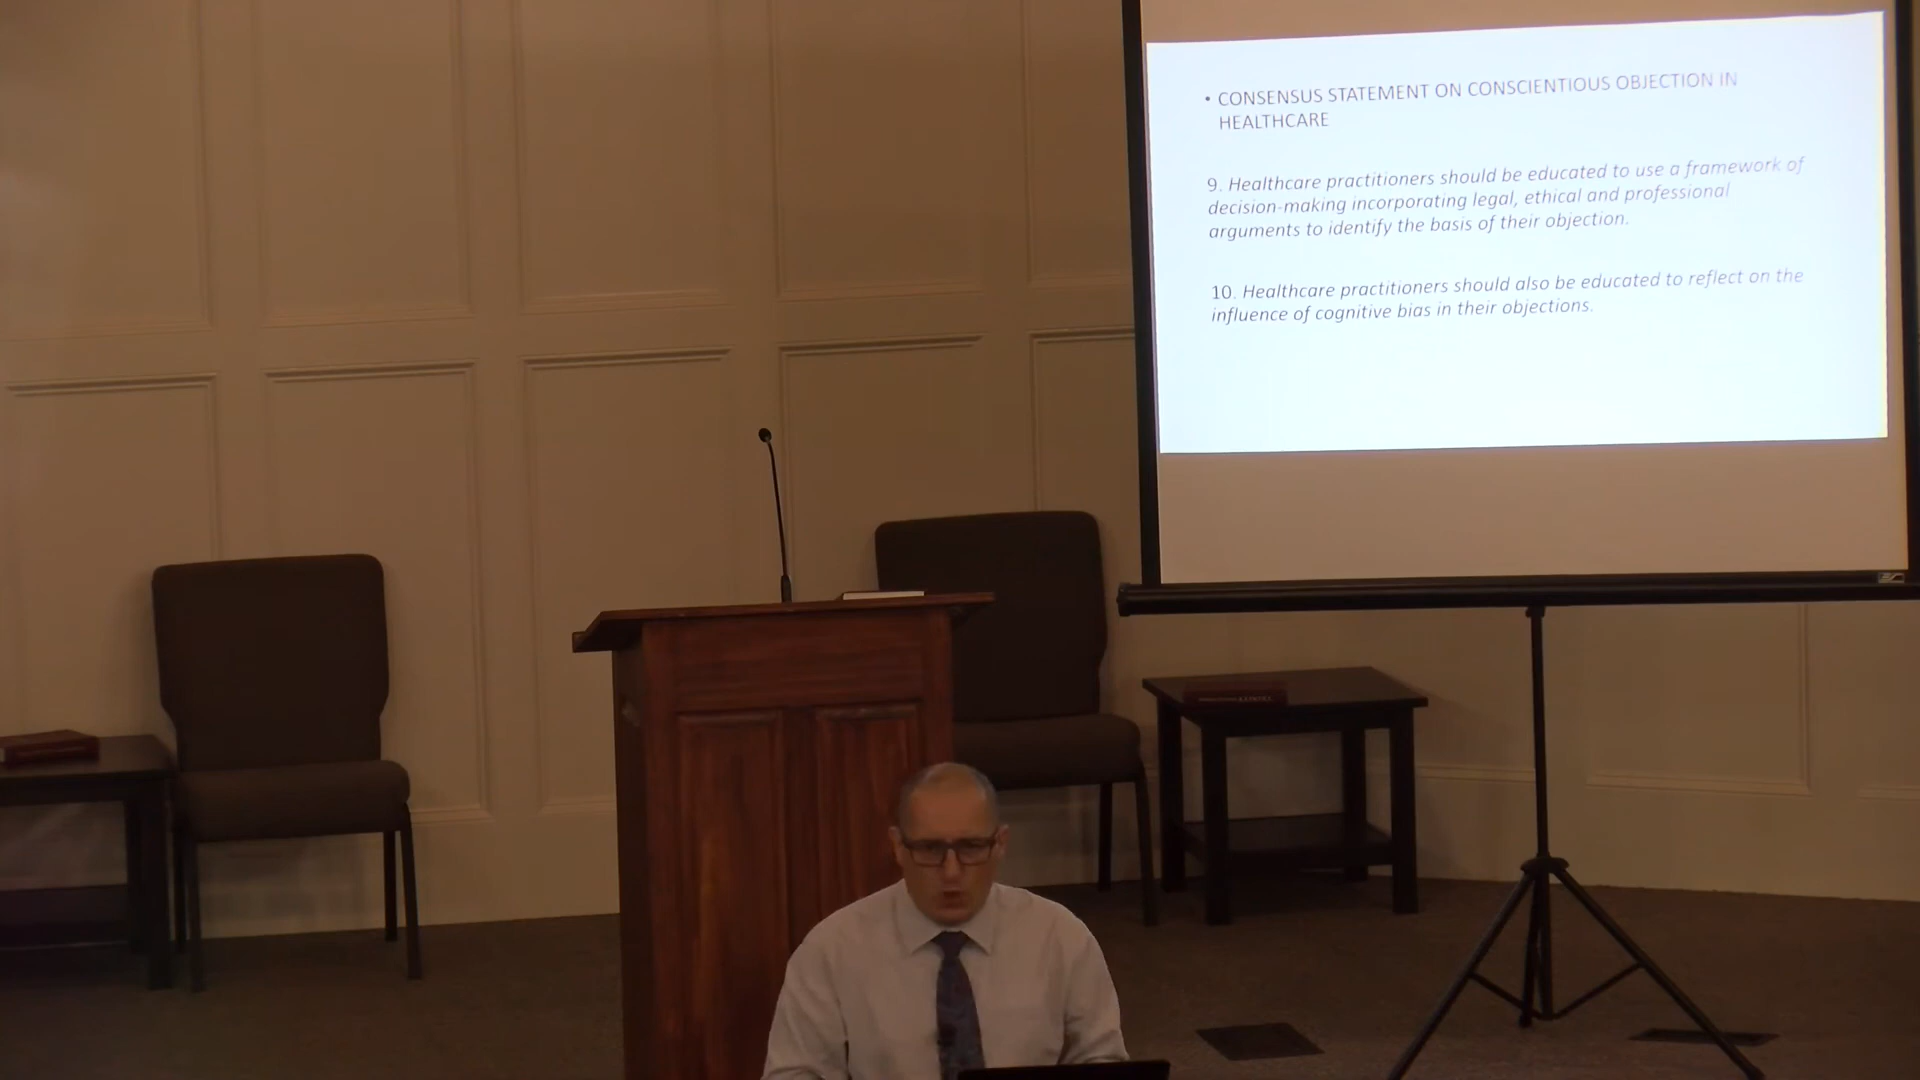 • CONSENSUS STATEMENT ON CONSCIENTIOUS OBJECTION IN
HEALTHCARE
9. Healthcare practitioners should be educated to use a framework of
decision-making incorporating legal, ethical and professional
arguments to identify the basis of their objection.
10. Healthcare practitioners should also be educated to reflect on the
influence of cognitive bias in their objections.